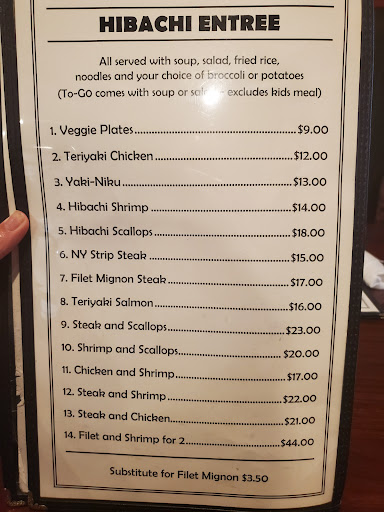 HIBACHI ENTREE
All served with soup, salad, fried rice,
noodles and your choice of broccoli or potatoes
(To-GO comes with soup or salad - excludes kids meal)
1. Veggie Plates $9.00
2. Teriyaki Chicken $12.00
3. Yaki-Niku $13.00
4. Hibachi Shrimp $14.00
5. Hibachi Scallops $18.00
6. NY Strip Steak $15.00
7. Filet Mignon Steak $17.00
8. Teriyaki Salmon $16.00
9. Steak and Scallops $23.00
10. Shrimp and Scallops $20.00
11. Chicken and Shrimp $17.00
12. Steak and Shrimp $22.00
13. Steak and Chicken $21.00
14. Filet and Shrimp for 2 $44.00
Substitute for Filet Mignon $3.50